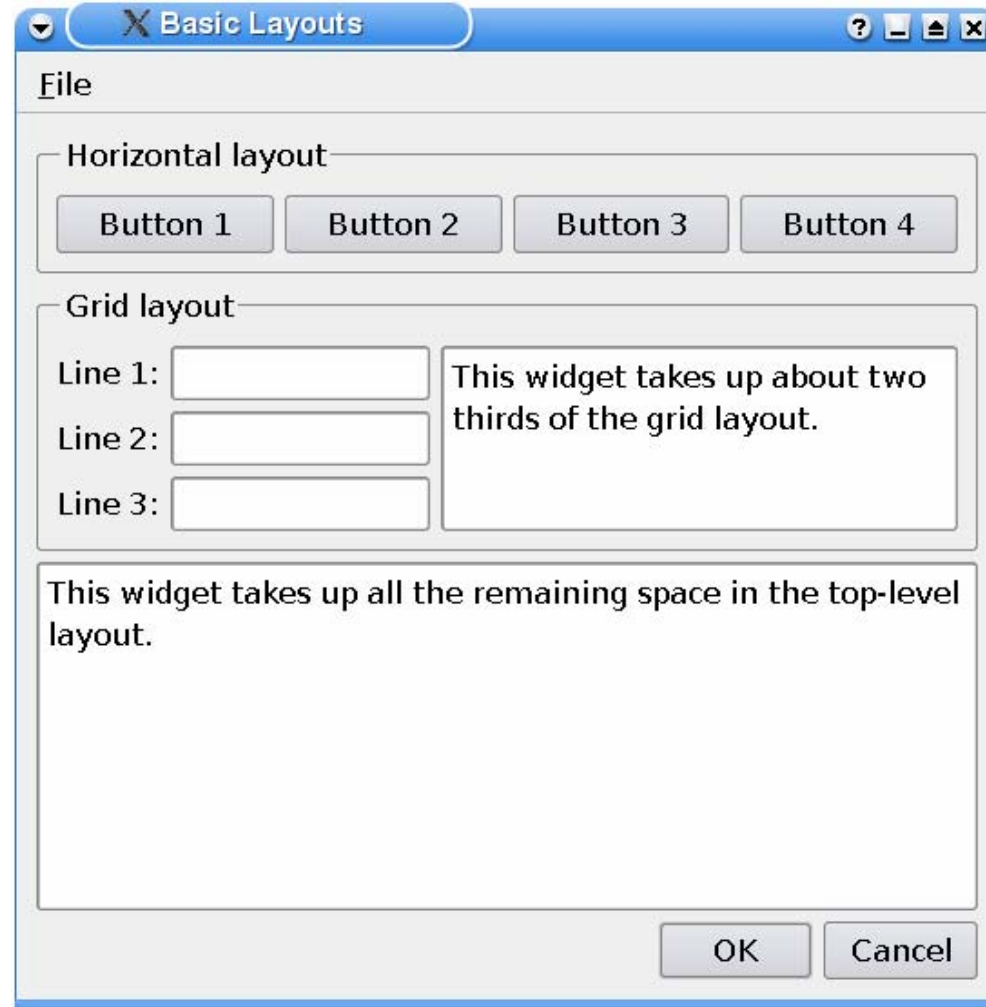 Basic Layouts
File
Horizontal layout
Button 1 Button 2 Button 3 Button 4
Grid layout
Line 1:
Line 2:
Line 3:
This widget takes up about two
thirds of the grid layout.
This widget takes up all the remaining space in the top-level
layout.
OK Cancel